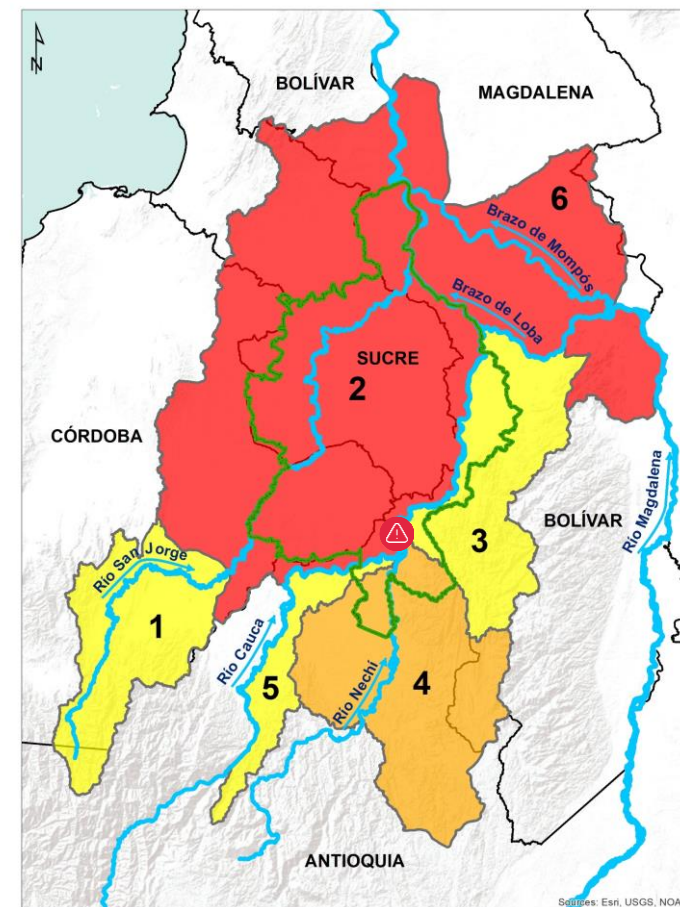 N
BOLÍVAR
MAGDALENA
6
Brazo de Mompós
Brazo de Loba
SUCRE
2
CÓRDOBA
BOLÍVAR
Río Magdalena
3
Río San Jorge
1
Río Cauca
5
Río Nechí
4
ANTIOQUIA
Sources: Esri, USGS, NOA